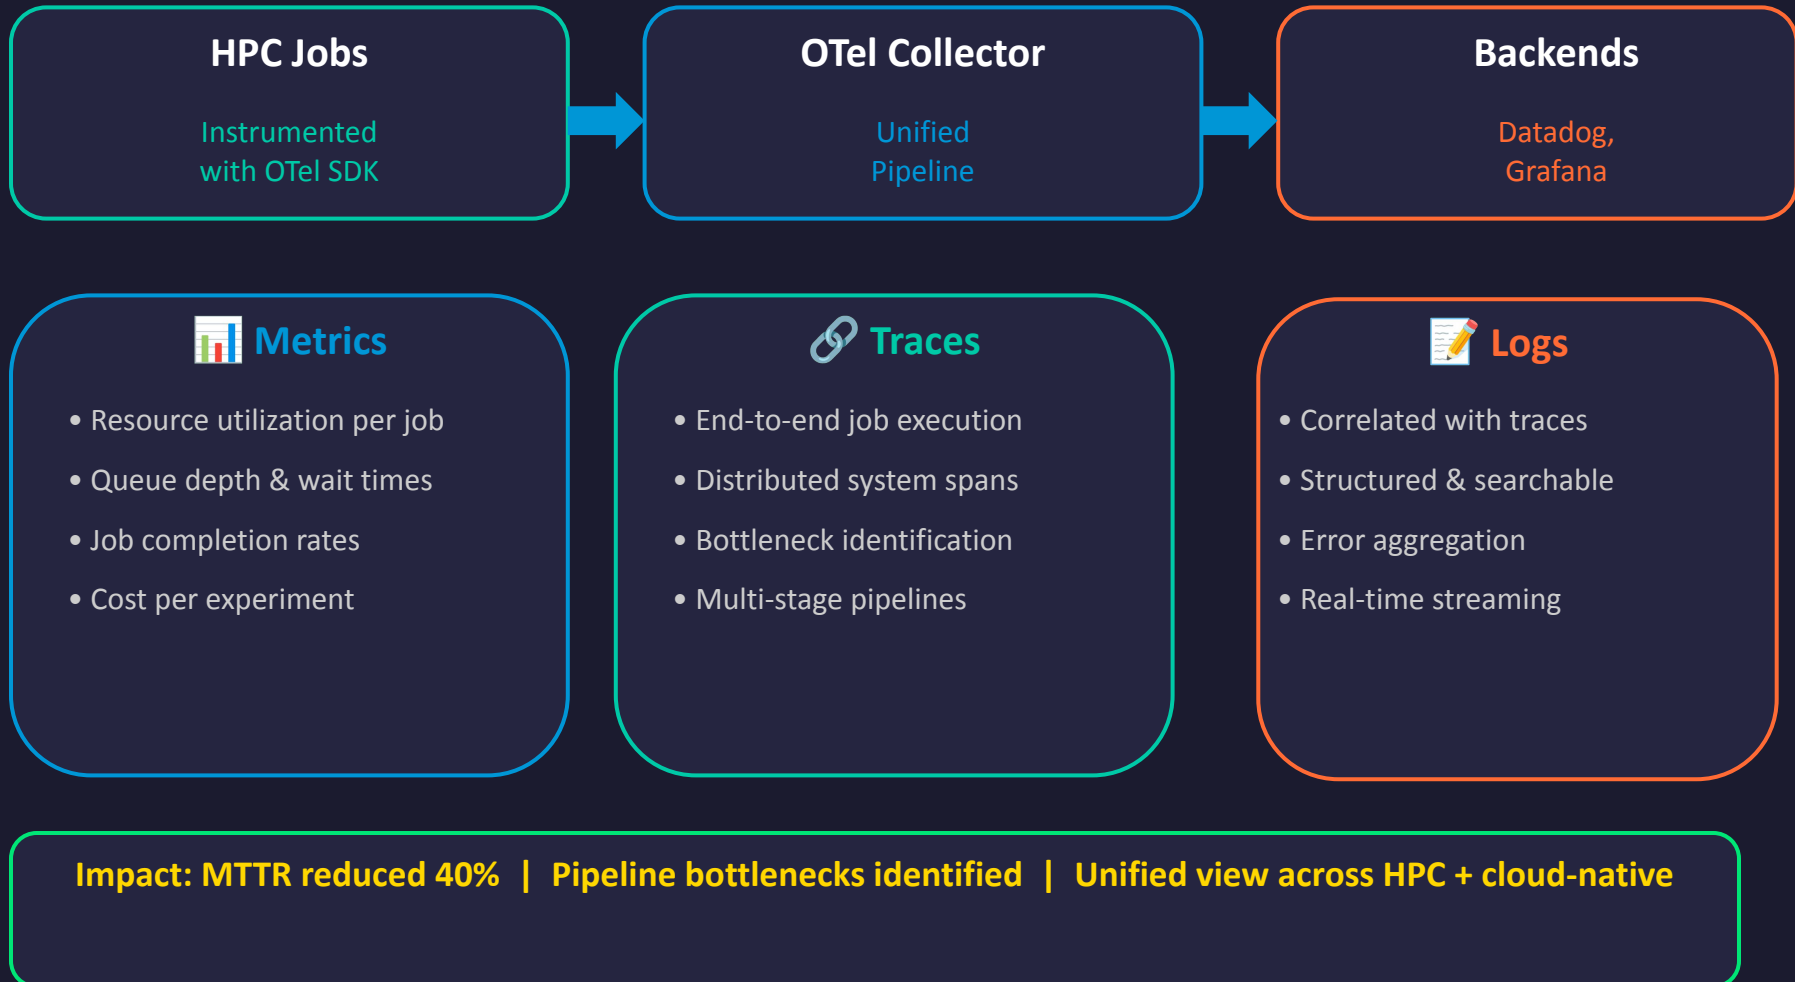 HPC Jobs
Instrumented
with OTel SDK
OTel Collector
Unified
Pipeline
Backends
Datadog,
Grafana
Metrics
• Resource utilization per job
• Queue depth & wait times
• Job completion rates
• Cost per experiment
Traces
• End-to-end job execution
• Distributed system spans
• Bottleneck identification
• Multi-stage pipelines
Logs
• Correlated with traces
• Structured & searchable
• Error aggregation
• Real-time streaming
Impact: MTTR reduced 40% | Pipeline bottlenecks identified | Unified view across HPC + cloud-native